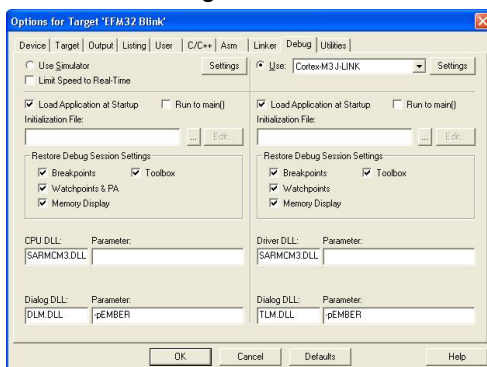 Options for Target 'EFM32 Blink'
Device Target Output Listing User C/C++ Asm Linker Debug Utilities
Use Simulator Settings Use: Cortex-M3 J-LINK Settings
Limit Speed to Real-Time
Load Application at Startup Run to main() Load Application at Startup Run to main()
Initialization File: Initialization File:
... Edit... ... Edit...
Restore Debug Session Settings Restore Debug Session Settings
Breakpoints Toolbox Breakpoints Toolbox
Watchpoints & PA Watchpoints
Memory Display Memory Display
CPU DLL: Parameter: Driver DLL: Parameter:
SARMCM3.DLL SARMCM3.DLL
Dialog DLL: Parameter: Dialog DLL: Parameter:
DLM.DLL -pEMBER TLM.DLL -pEMBER
OK Cancel Defaults Help